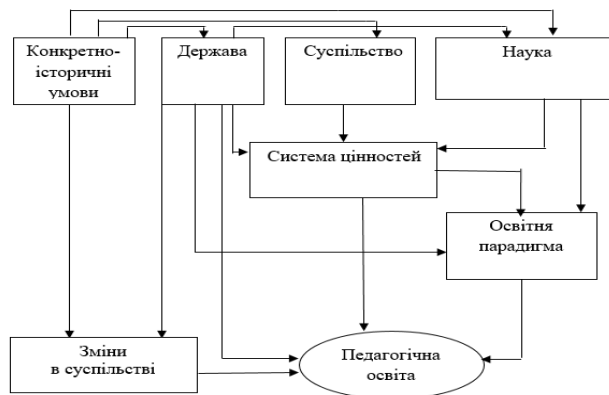 Конкретно-
історичні
умови
Держава
Суспільство
Наука
Система цінностей
Освітня
парадигма
Зміни
в суспільстві
Педагогічна
освіта